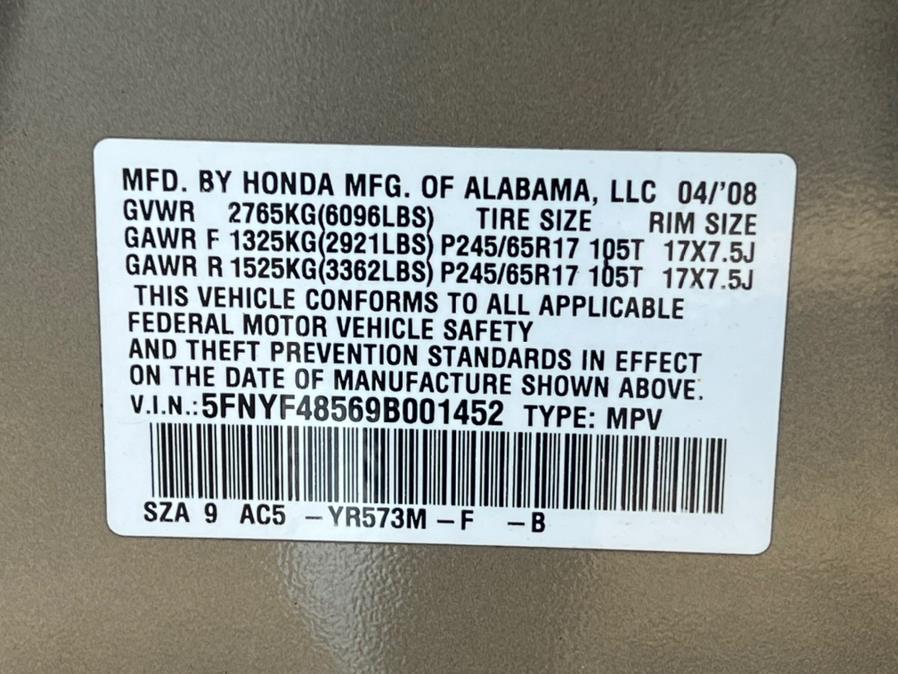 MFD. BY HONDA MFG. OF ALABAMA, LLC 04/'08
GVWR 2765KG(6096LBS) TIRE SIZE RIM SIZE
GAWR F 1325KG(2921LBS) P245/65R17 105T 17X7.5J
GAWR R 1525KG(3362LBS) P245/65R17 105T 17X7.5J
THIS VEHICLE CONFORMS TO ALL APPLICABLE
FEDERAL MOTOR VEHICLE SAFETY
AND THEFT PREVENTION STANDARDS IN EFFECT
ON THE DATE OF MANUFACTURE SHOWN ABOVE.
V.I.N.: 5FNYF48569B001452 TYPE: MPV
SZA 9 AC5 -YR573M -F -B